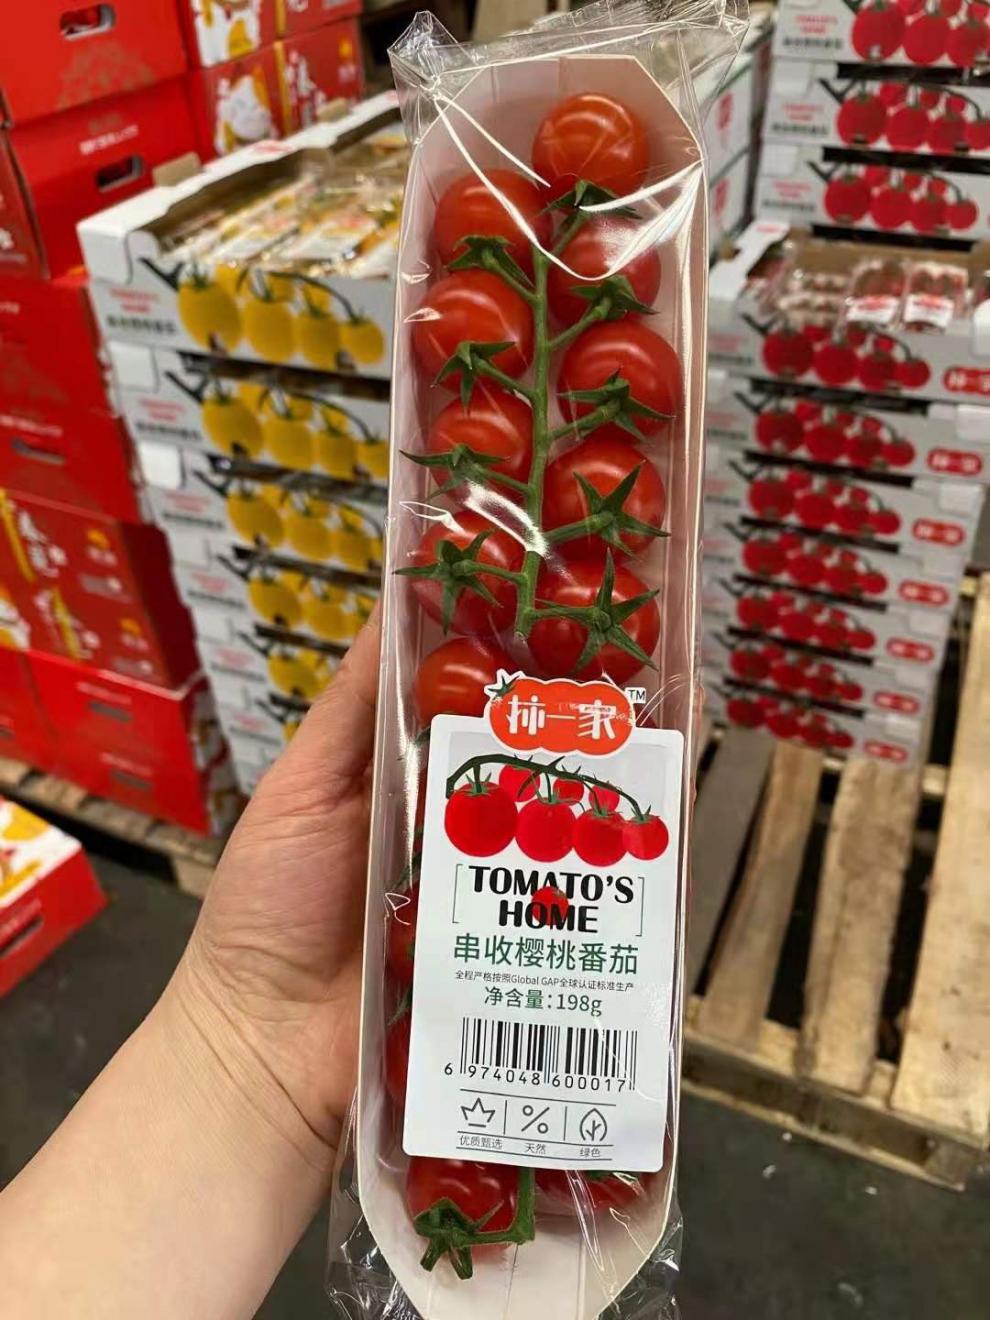 柿一家
TM
TOMATO'S
HOME
串收樱桃番茄
全程严格按照Global GAP全球认证标准生产
净含量:198g
6 974048 600017
优质甄选 天然 绿色